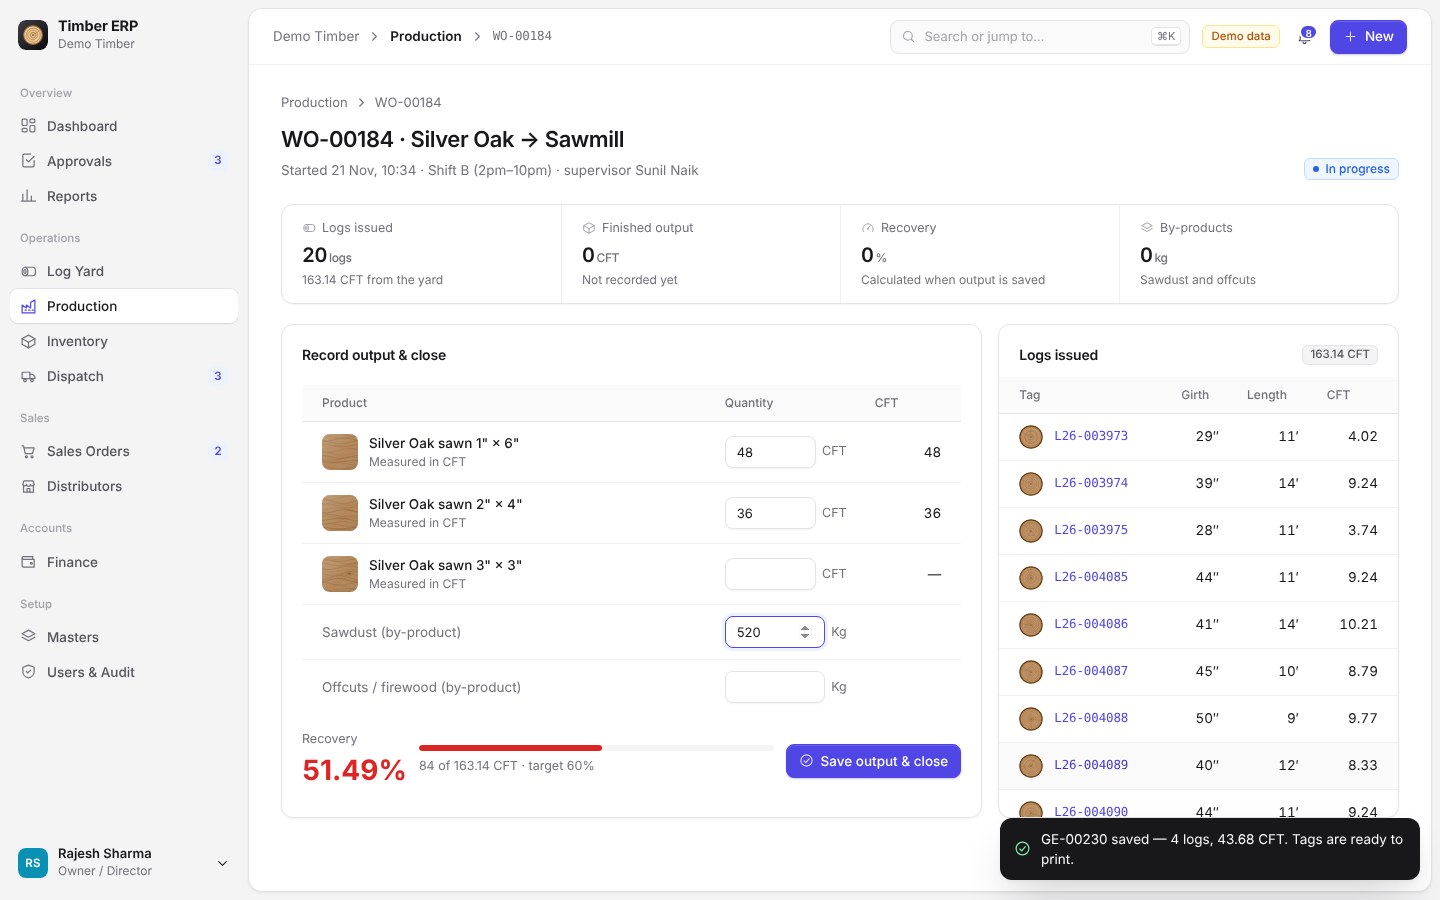 Timber ERP
Demo Timber
Overview
Dashboard
Approvals 3
Reports
Operations
Log Yard
Production
Inventory
Dispatch 3
Sales
Sales Orders 2
Distributors
Accounts
Finance
Setup
Masters
Users & Audit
RS
Rajesh Sharma
Owner / Director
Demo Timber > Production > WO-00184
Search or jump to... ⌘K
Demo data
8
+ New
Production > WO-00184
WO-00184 · Silver Oak → Sawmill
Started 21 Nov, 10:34 · Shift B (2pm–10pm) · supervisor Sunil Naik
In progress
Logs issued
20 logs
163.14 CFT from the yard
Finished output
0 CFT
Not recorded yet
Recovery
0 %
Calculated when output is saved
By-products
0 kg
Sawdust and offcuts
Record output & close
Product Quantity CFT
Silver Oak sawn 1" × 6"
Measured in CFT
48 CFT 48
Silver Oak sawn 2" × 4"
Measured in CFT
36 CFT 36
Silver Oak sawn 3" × 3"
Measured in CFT
CFT —
Sawdust (by-product) 520 Kg
Offcuts / firewood (by-product) Kg
Recovery
51.49%
84 of 163.14 CFT · target 60%
Save output & close
Logs issued 163.14 CFT
Tag Girth Length CFT
L26-003973 29″ 11′ 4.02
L26-003974 39″ 14′ 9.24
L26-003975 28″ 11′ 3.74
L26-004085 44″ 11′ 9.24
L26-004086 41″ 14′ 10.21
L26-004087 45″ 10′ 8.79
L26-004088 50″ 9′ 9.77
L26-004089 40″ 12′ 8.33
L26-004090 44″ 11′ 9.24
GE-00230 saved — 4 logs, 43.68 CFT. Tags are ready to
print.